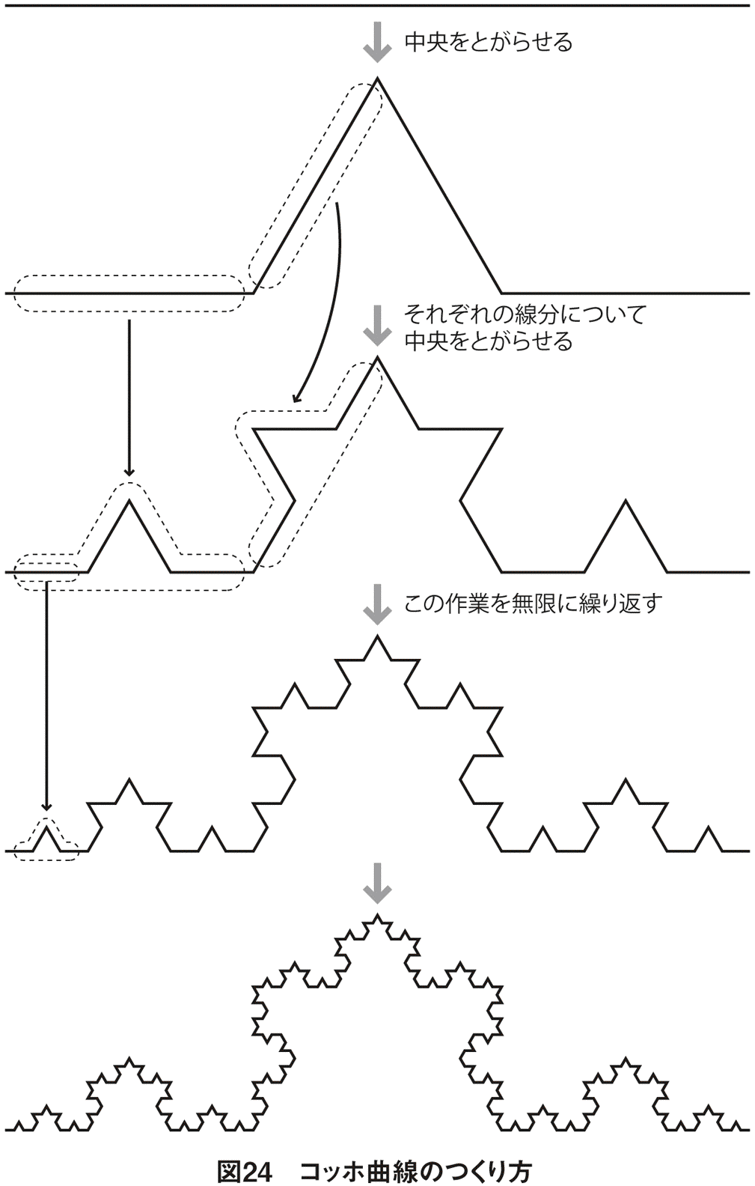 中央をとがらせる
それぞれの線分について
中央をとがらせる
この作業を無限に繰り返す
図24　コッホ曲線のつくり方